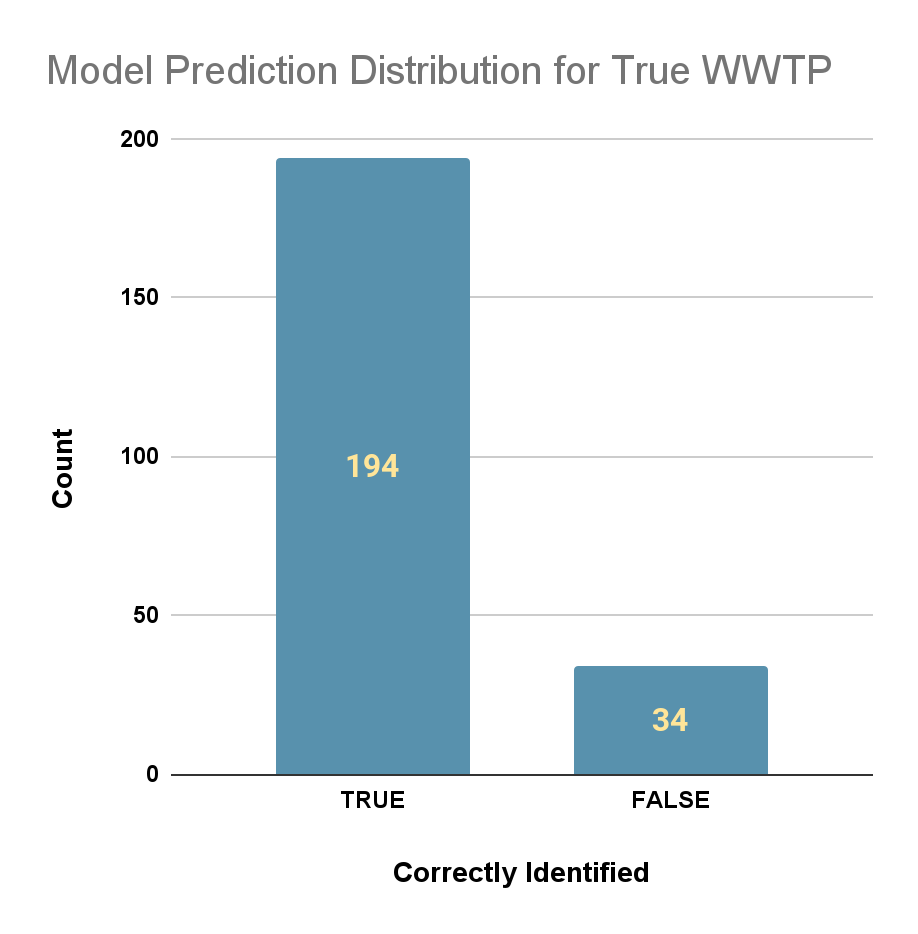 Model Prediction Distribution for True WWTP
200
150
100
50
0
Count
194
34
TRUE
FALSE
Correctly Identified